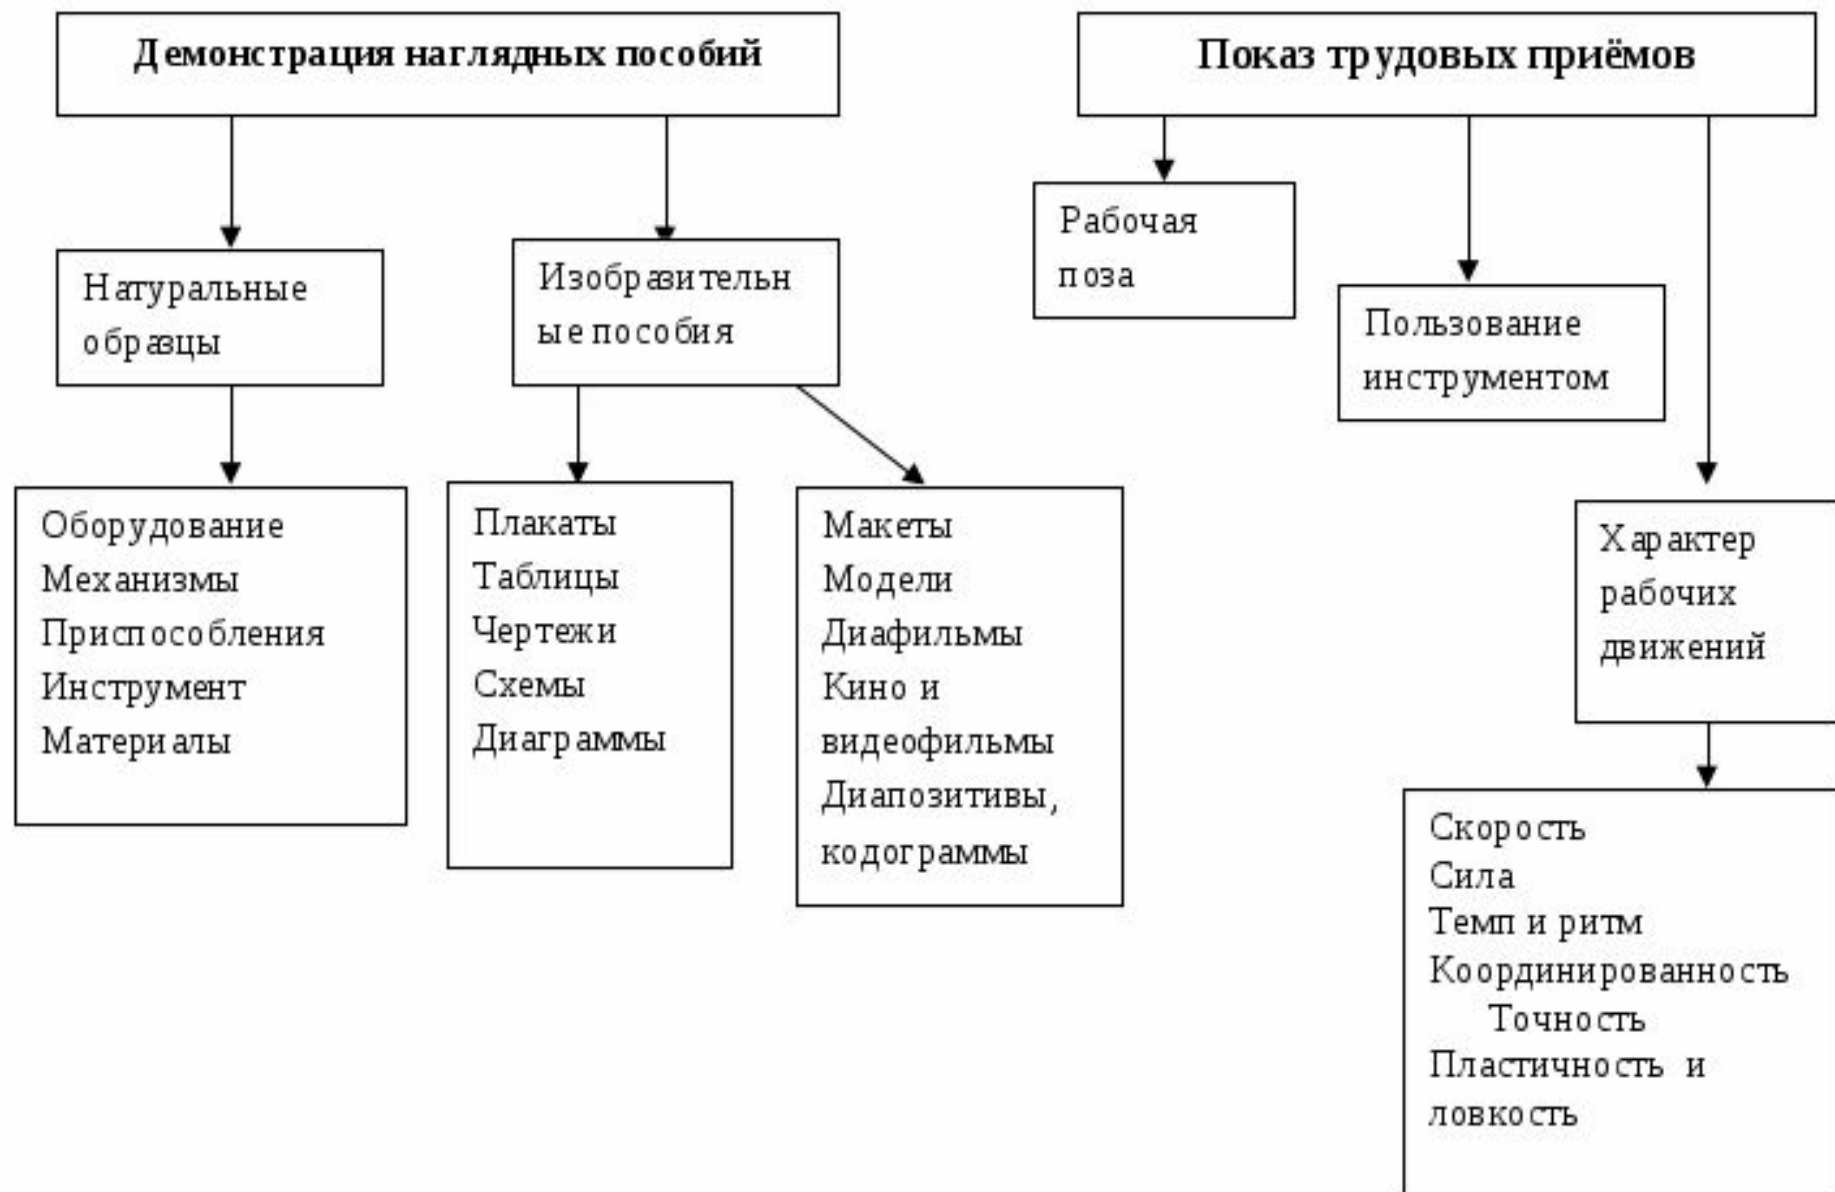 Демонстрация наглядных пособий
Показ трудовых приёмов
Натуральные
образцы
Изобразительн
ые пособия
Рабочая
поза
Пользование
инструментом
Оборудование
Механизмы
Приспособления
Инструмент
Материалы
Плакаты
Таблицы
Чертежи
Схемы
Диаграммы
Макеты
Модели
Диафильмы
Кино и
видеофильмы
Диапозитивы,
кодограммы
Характер
рабочих
движений
Скорость
Сила
Темп и ритм
Координированность
Точность
Пластичность и
ловкость